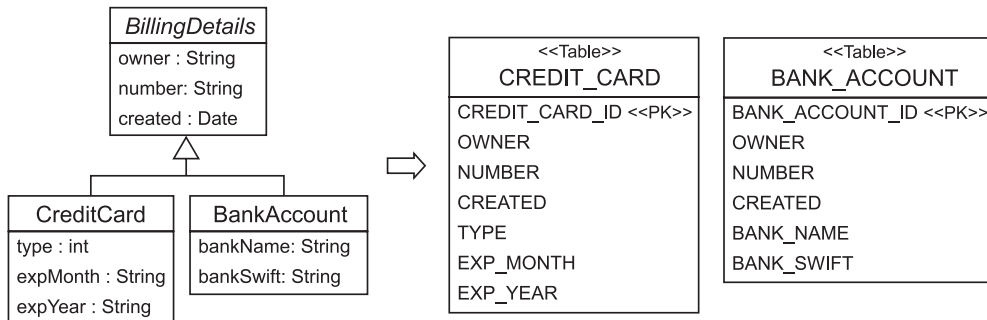 BillingDetails
owner : String
number: String
created : Date
CreditCard
type : int
expMonth : String
expYear : String
BankAccount
bankName: String
bankSwift: String
<<Table>>
CREDIT_CARD
CREDIT_CARD_ID <<PK>>
OWNER
NUMBER
CREATED
TYPE
EXP_MONTH
EXP_YEAR
<<Table>>
BANK_ACCOUNT
BANK_ACCOUNT_ID <<PK>>
OWNER
NUMBER
CREATED
BANK_NAME
BANK_SWIFT